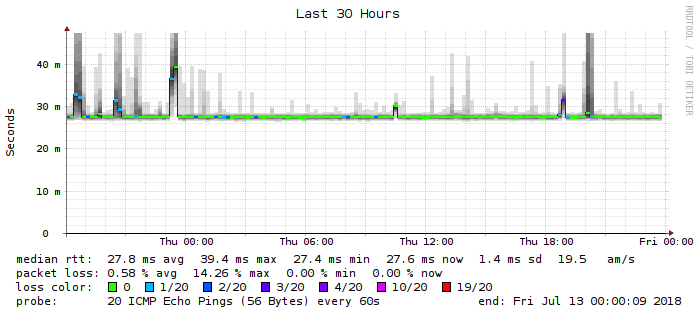 Last 30 Hours
RRDTOOL / TOBI OETIKER
Seconds
40 m
30 m
20 m
10 m
0
Thu 00:00 Thu 06:00 Thu 12:00 Thu 18:00 Fri 00:00
median rtt: 27.8 ms avg 39.4 ms max 27.4 ms min 27.6 ms now 1.4 ms sd 19.5 am/s
packet loss: 0.58 % avg 14.26 % max 0.00 % min 0.00 % now
loss color: 0 1/20 2/20 3/20 4/20 10/20 19/20
probe: 20 ICMP Echo Pings (56 Bytes) every 60s end: Fri Jul 13 00:00:09 2018